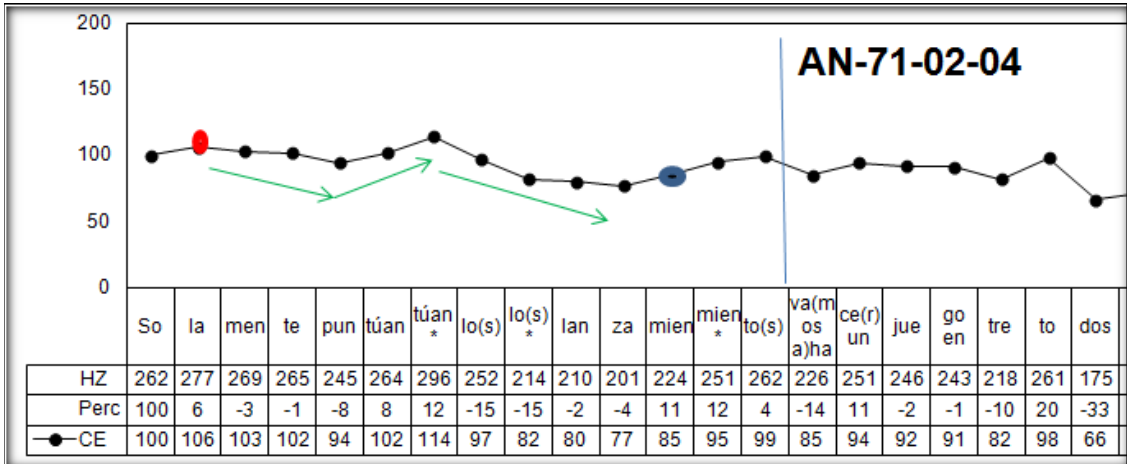 200
AN-71-02-04
150
100
50
0
So la men te pun túan túan* lo(s) lo(s)* lan za mien mien* to(s) va(mos a)ha ce(r) un jue go en tre to dos
HZ 262 277 269 265 245 264 296 252 214 210 201 224 251 262 226 251 246 243 218 261 175
Perc 100 6 -3 -1 -8 8 12 -15 -15 -2 -4 11 12 4 -14 11 -2 -1 -10 20 -33
CE 100 106 103 102 94 102 114 97 82 80 77 85 95 99 85 94 92 91 82 98 66